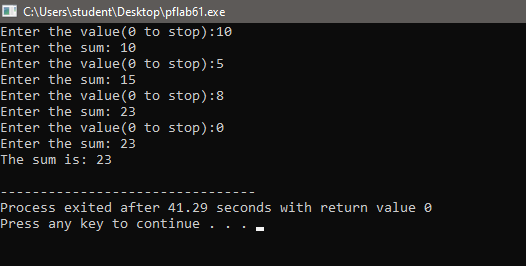 C:\Users\student\Desktop\pflab61.exe
Enter the value(0 to stop):10
Enter the sum: 10
Enter the value(0 to stop):5
Enter the sum: 15
Enter the value(0 to stop):8
Enter the sum: 23
Enter the value(0 to stop):0
Enter the sum: 23
The sum is: 23
--------------------------------
Process exited after 41.29 seconds with return value 0
Press any key to continue . . .